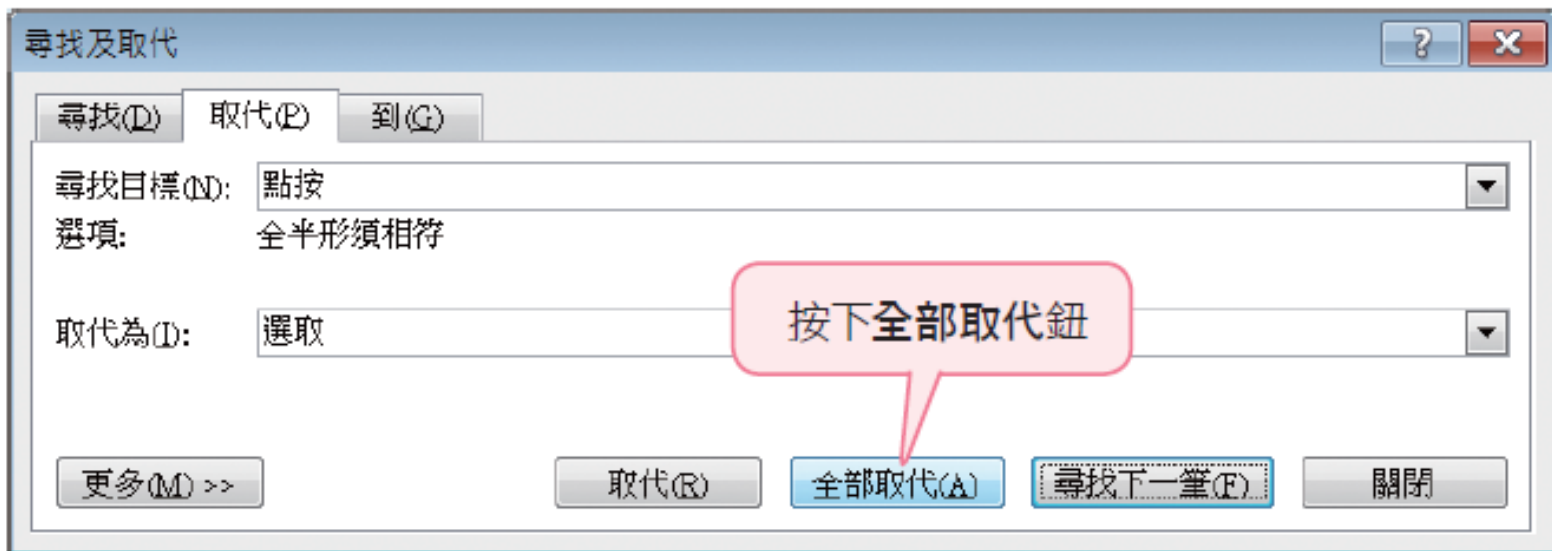 尋找及取代
尋找(D) 取代(P) 到(G)
尋找目標(N): 點按
選項: 全半形須相符
按下全部取代鈕
取代為(I): 選取
更多(M) >> 取代(R) 全部取代(A) 尋找下一筆(F) 關閉